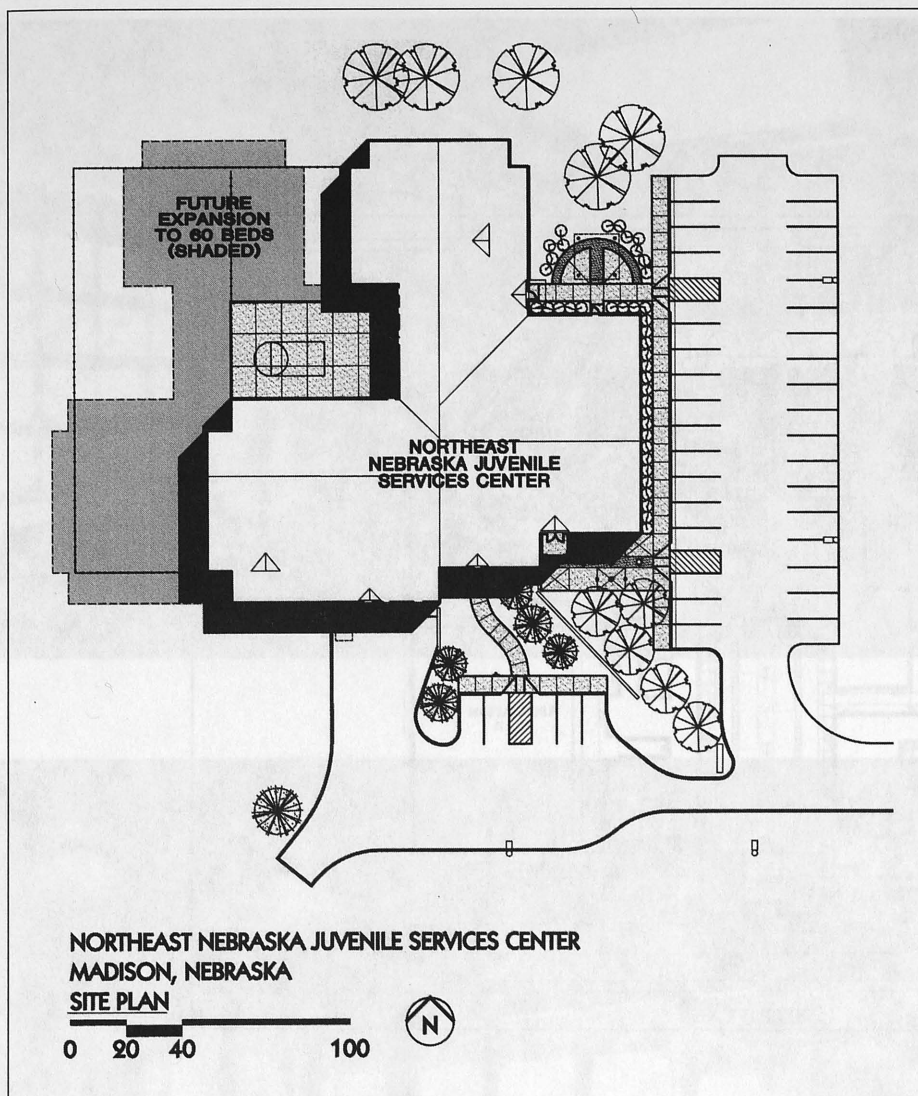 FUTURE
EXPANSION
TO 60 BEDS
(SHADED)
NORTHEAST
NEBRASKA JUVENILE
SERVICES CENTER
NORTHEAST NEBRASKA JUVENILE SERVICES CENTER
MADISON, NEBRASKA
SITE PLAN
0 20 40 100
N